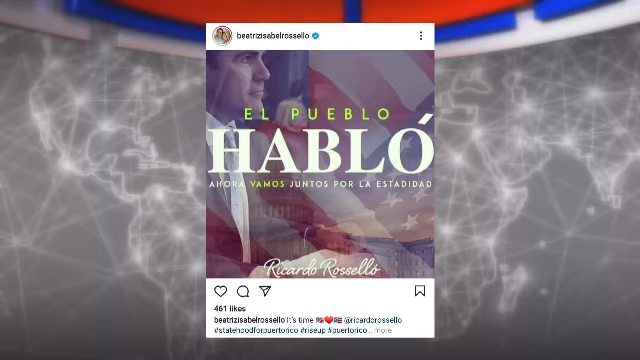 beatrizisabelrossello
EL PUEBLO
HABLÓ
AHORA VAMOS JUNTOS POR LA ESTADIDAD
Ricardo Rosselló
461 likes
beatrizisabelrossello It's time 🇺🇸❤️🇵🇷 @ricardorossello
#statehoodforpuertorico #riseup #puertorico... more